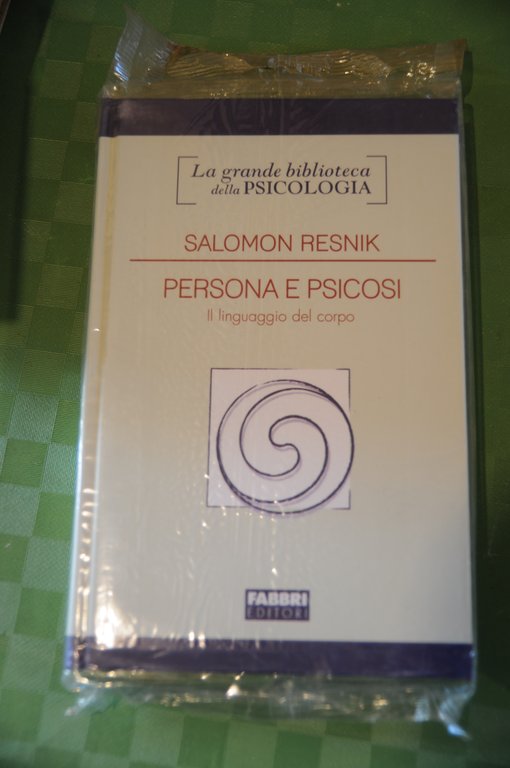 La grande biblioteca
della PSICOLOGIA
SALOMON RESNIK
PERSONA E PSICOSI
Il linguaggio del corpo
FABBRI
EDITORI